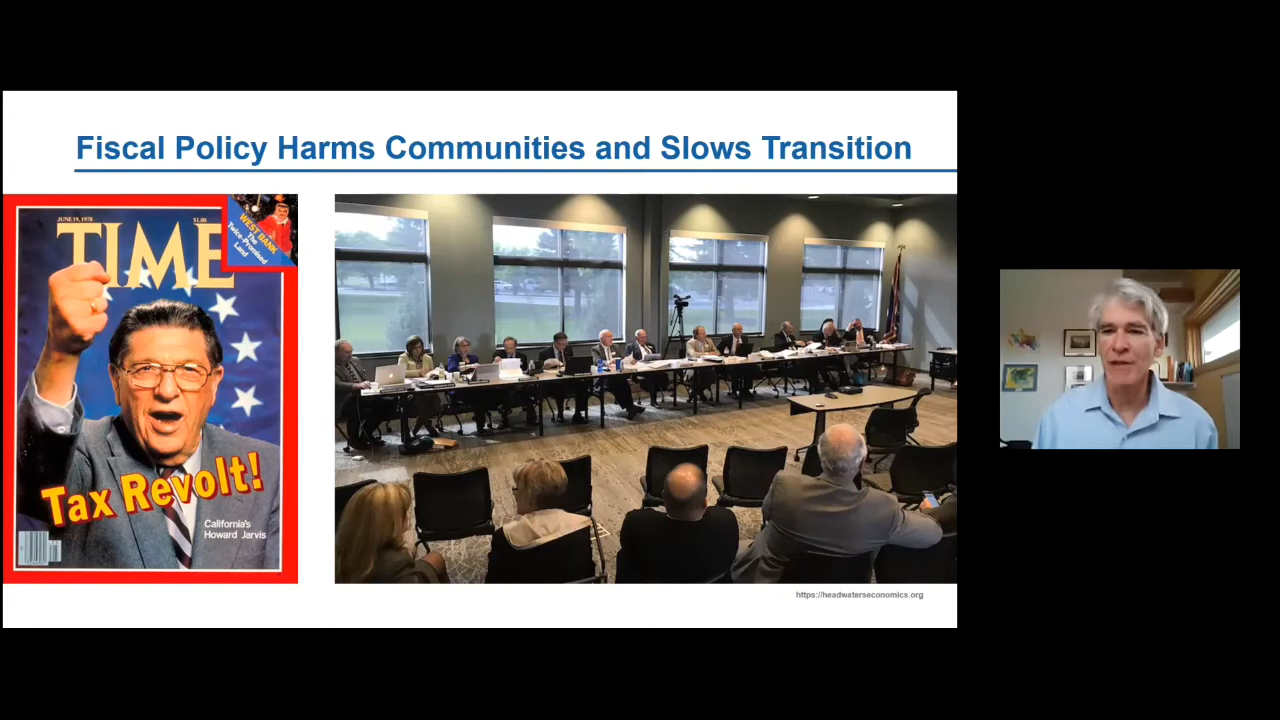 Fiscal Policy Harms Communities and Slows Transition
JUNE 19, 1978
$1.00
TIME
WEST BANK
The
Twice-Promised
Land
Tax Revolt!
California's
Howard Jarvis
https://headwaterseconomics.org